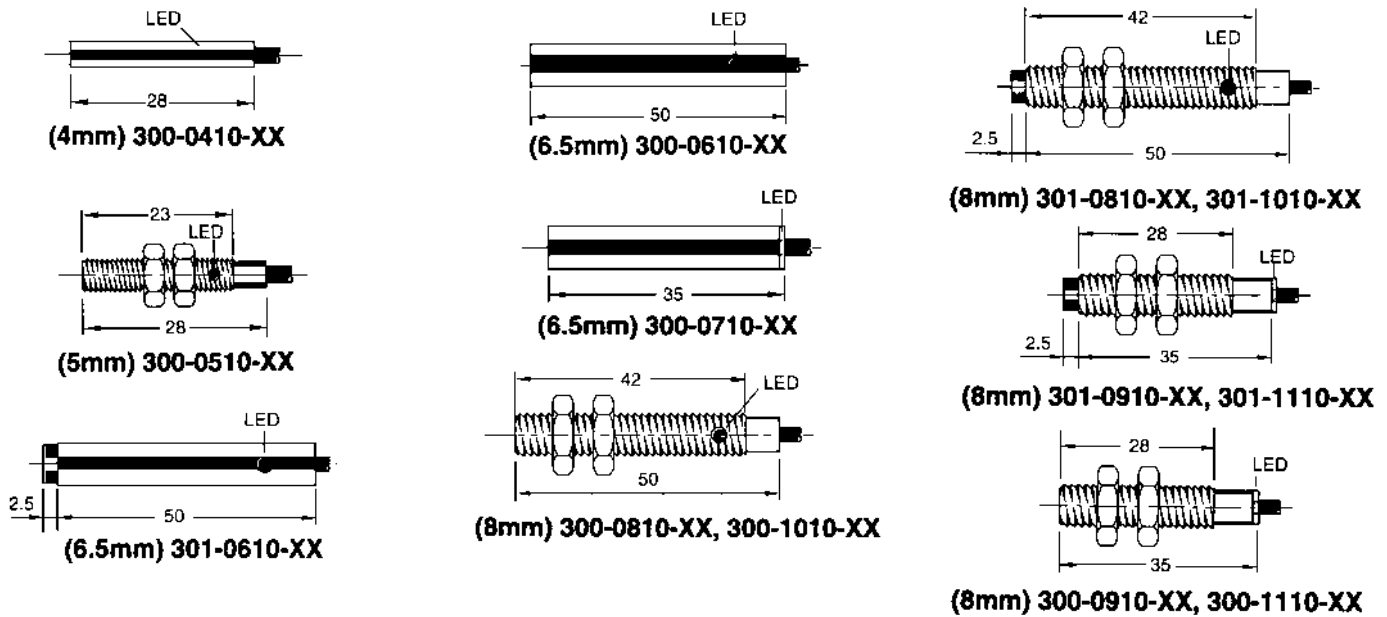 LED
28
(4mm) 300-0410-XX
23
LED
28
(5mm) 300-0510-XX
LED
2.5
50
(6.5mm) 301-0610-XX
LED
50
(6.5mm) 300-0610-XX
LED
35
(6.5mm) 300-0710-XX
42
LED
50
(8mm) 300-0810-XX, 300-1010-XX
42
LED
2.5
50
(8mm) 301-0810-XX, 301-1010-XX
28
LED
2.5
35
(8mm) 301-0910-XX, 301-1110-XX
28
LED
35
(8mm) 300-0910-XX, 300-1110-XX